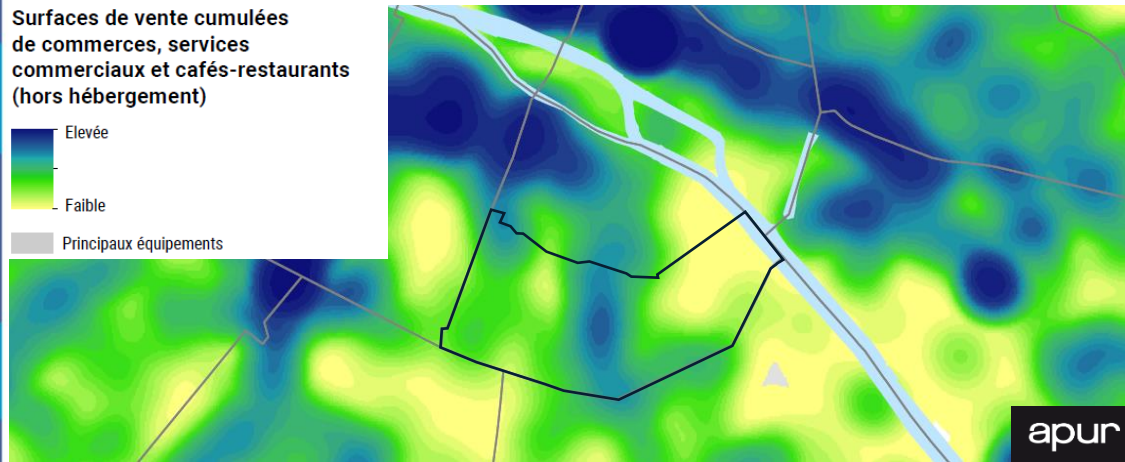 Surfaces de vente cumulées
de commerces, services
commerciaux et cafés-restaurants
(hors hébergement)
Elevée
Faible
Principaux équipements
apur